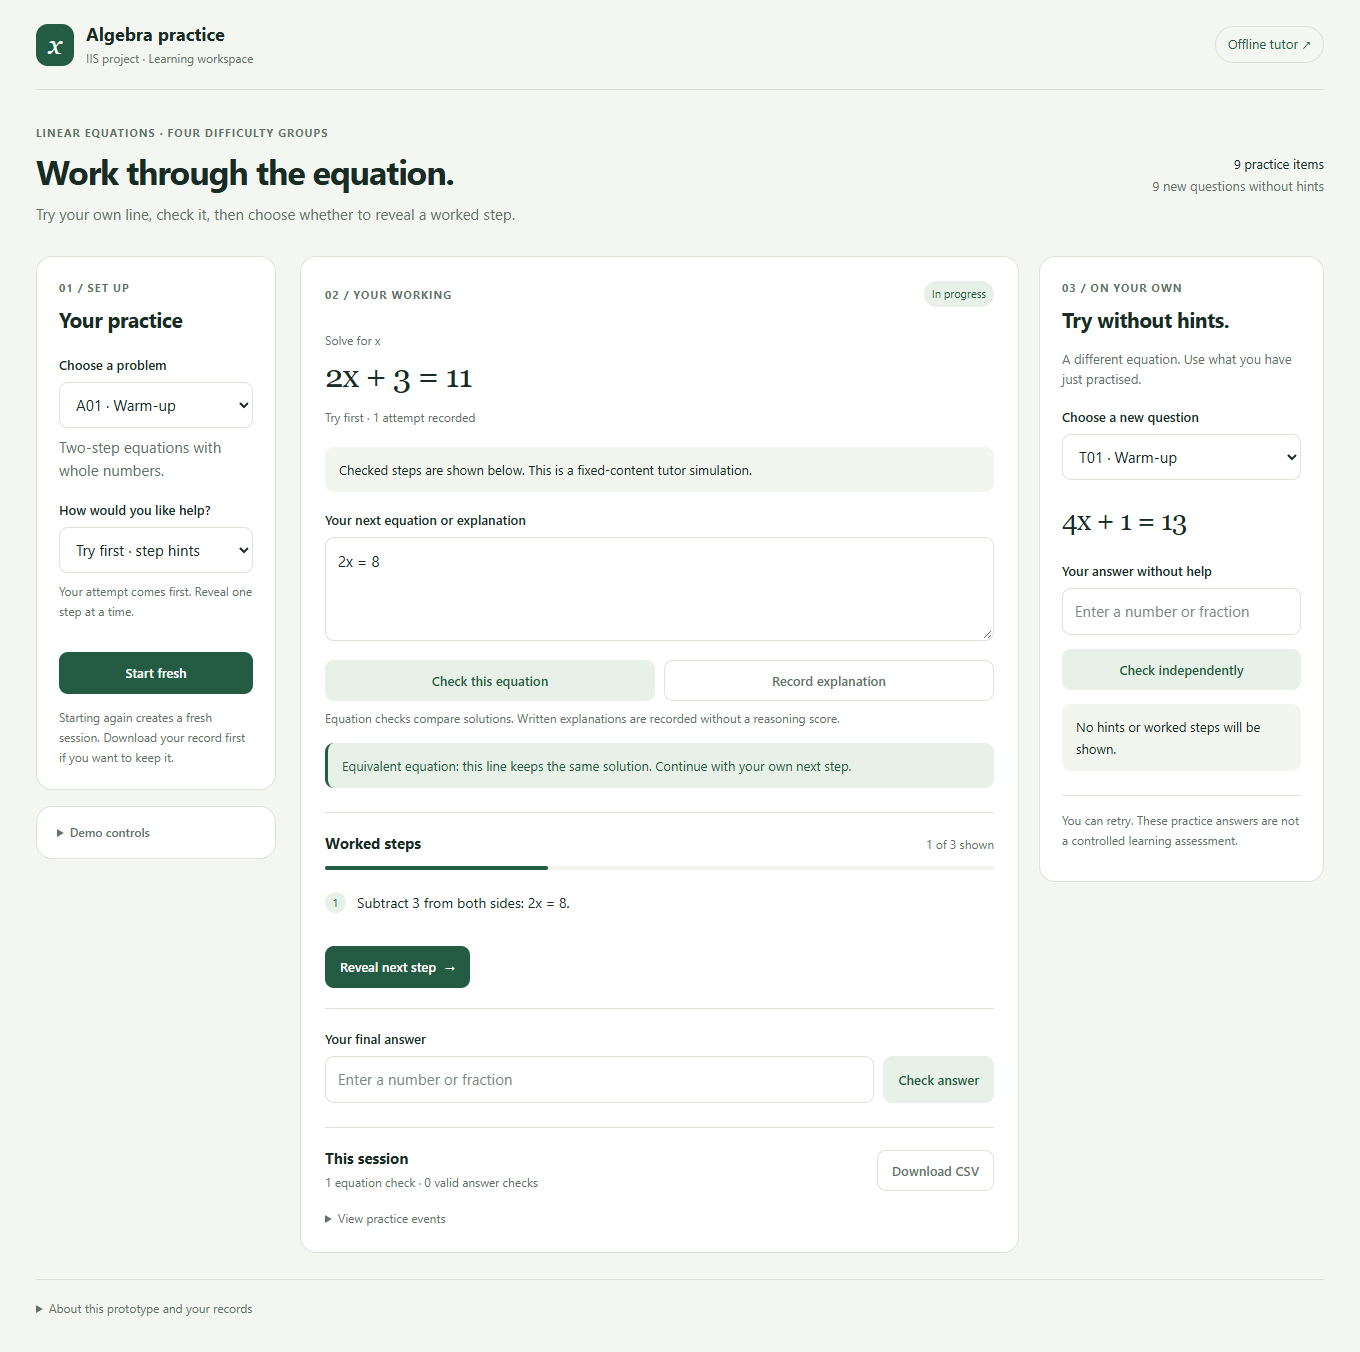 x
Algebra practice
IIS project · Learning workspace
Offline tutor ↗
LINEAR EQUATIONS · FOUR DIFFICULTY GROUPS
Work through the equation.
Try your own line, check it, then choose whether to reveal a worked step.
9 practice items
9 new questions without hints
01 / SET UP
Your practice
Choose a problem
A01 · Warm-up
Two-step equations with
whole numbers.
How would you like help?
Try first · step hints
Your attempt comes first. Reveal one
step at a time.
Start fresh
Starting again creates a fresh
session. Download your record first
if you want to keep it.
Demo controls
02 / YOUR WORKING
In progress
Solve for x
2x + 3 = 11
Try first · 1 attempt recorded
Checked steps are shown below. This is a fixed-content tutor simulation.
Your next equation or explanation
2x = 8
Check this equation
Record explanation
Equation checks compare solutions. Written explanations are recorded without a reasoning score.
Equivalent equation: this line keeps the same solution. Continue with your own next step.
Worked steps
1 of 3 shown
1 Subtract 3 from both sides: 2x = 8.
Reveal next step →
Your final answer
Enter a number or fraction
Check answer
This session
1 equation check · 0 valid answer checks
Download CSV
View practice events
03 / ON YOUR OWN
Try without hints.
A different equation. Use what you have
just practised.
Choose a new question
T01 · Warm-up
4x + 1 = 13
Your answer without help
Enter a number or fraction
Check independently
No hints or worked steps will be
shown.
You can retry. These practice answers are not
a controlled learning assessment.
About this prototype and your records